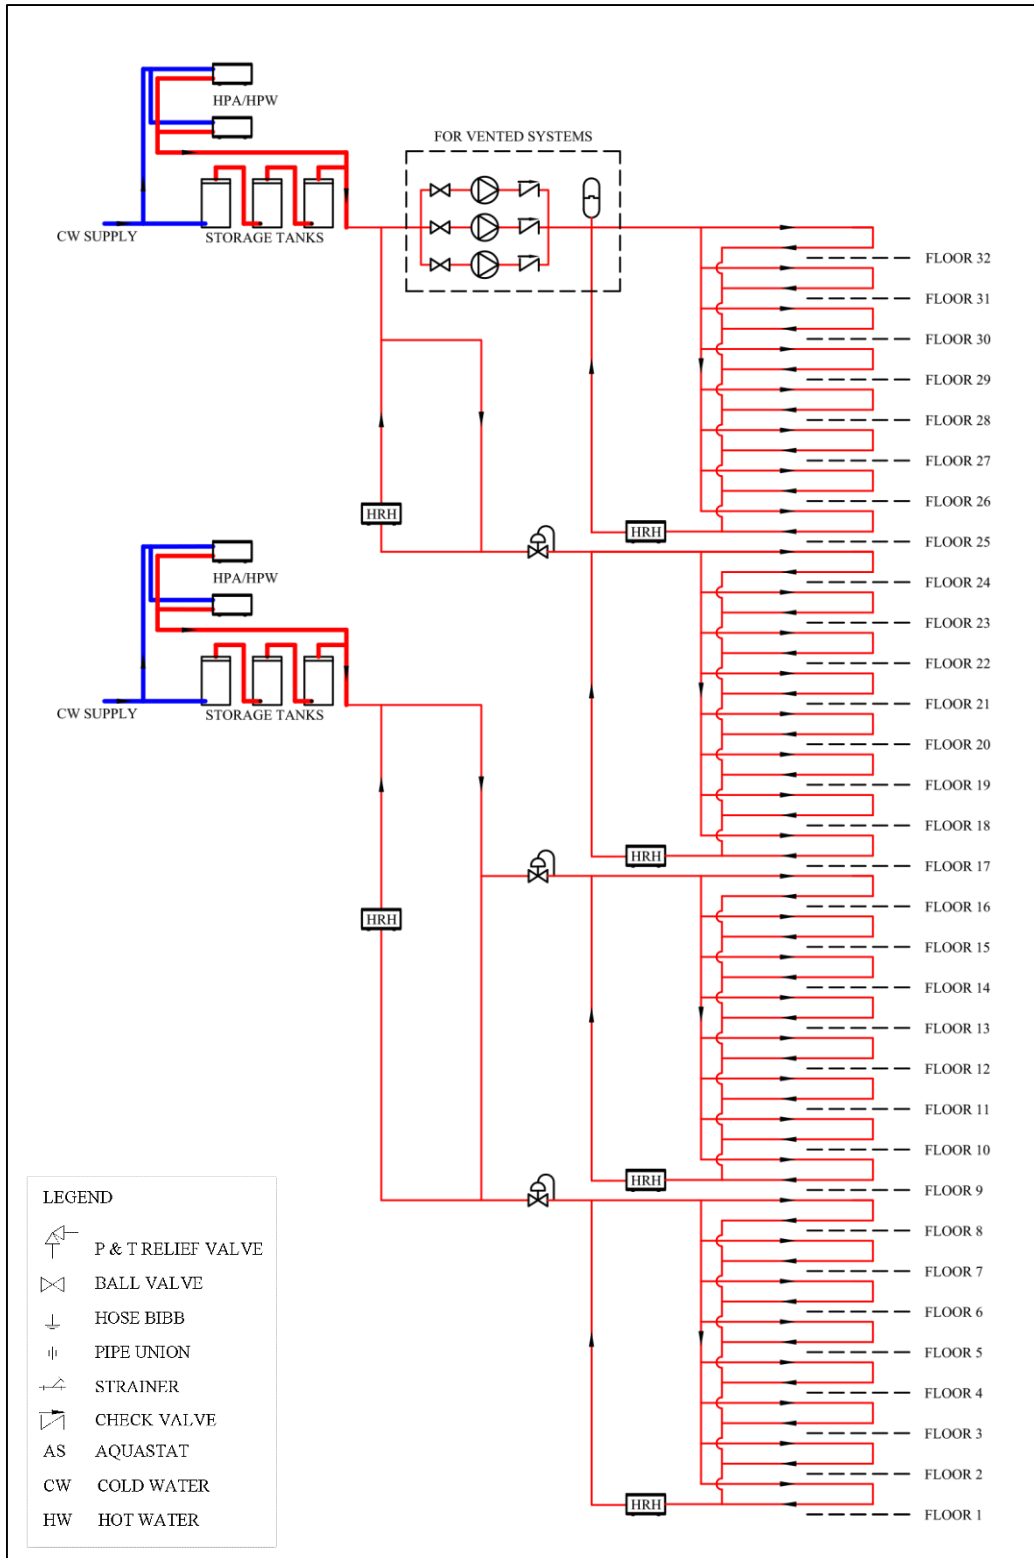 HPA/HPW
FOR VENTED SYSTEMS
CW SUPPLY
STORAGE TANKS
FLOOR 32
FLOOR 31
FLOOR 30
FLOOR 29
FLOOR 28
FLOOR 27
FLOOR 26
HRH
HRH
FLOOR 25
HPA/HPW
FLOOR 24
FLOOR 23
FLOOR 22
CW SUPPLY
STORAGE TANKS
FLOOR 21
FLOOR 20
FLOOR 19
FLOOR 18
HRH
FLOOR 17
FLOOR 16
HRH
FLOOR 15
FLOOR 14
FLOOR 13
FLOOR 12
FLOOR 11
FLOOR 10
HRH
FLOOR 9
FLOOR 8
FLOOR 7
FLOOR 6
FLOOR 5
FLOOR 4
FLOOR 3
FLOOR 2
HRH
FLOOR 1
LEGEND
P & T RELIEF VALVE
BALL VALVE
HOSE BIBB
PIPE UNION
STRAINER
CHECK VALVE
AS AQUASTAT
CW COLD WATER
HW HOT WATER